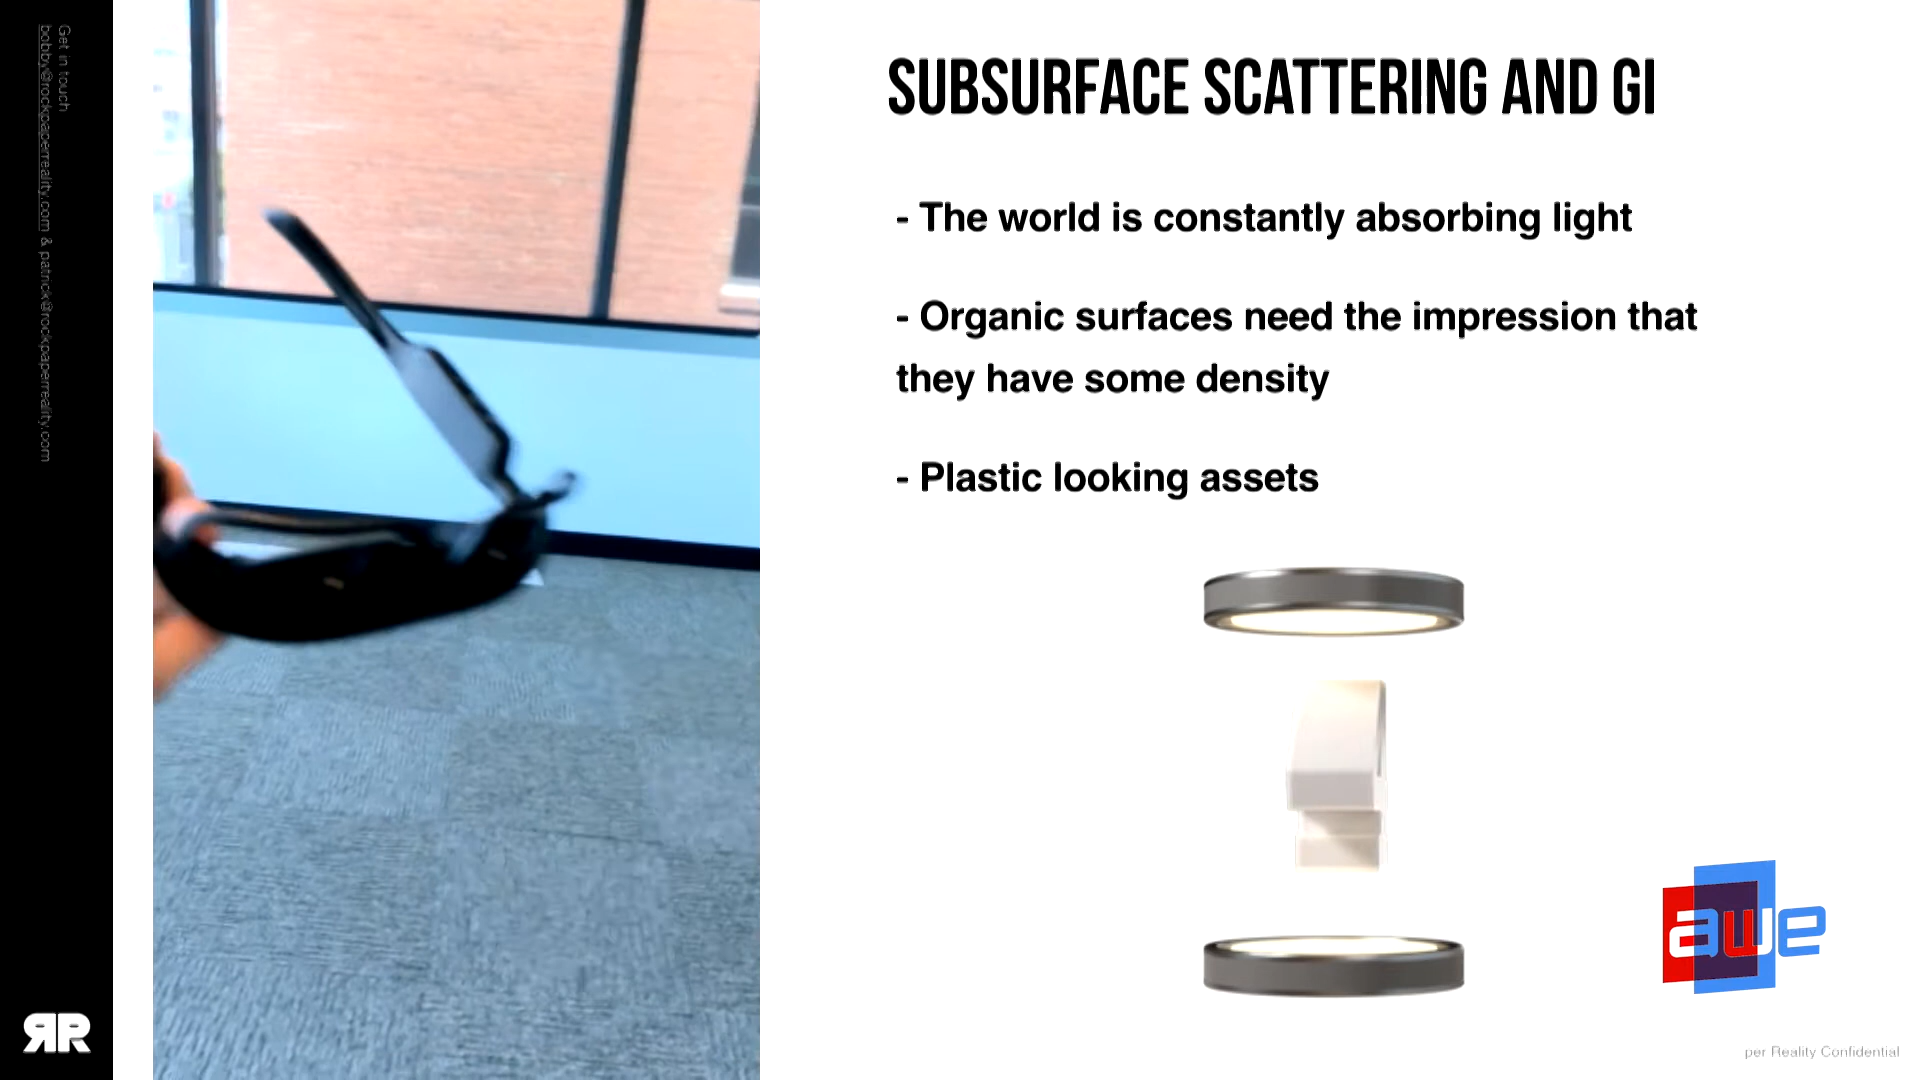 Get in touch
bobby@rockpaperreality.com & patrick@rockpaperreality.com
SUBSURFACE SCATTERING AND GI
- The world is constantly absorbing light
- Organic surfaces need the impression that
they have some density
- Plastic looking assets
awe
RR
per Reality Confidential